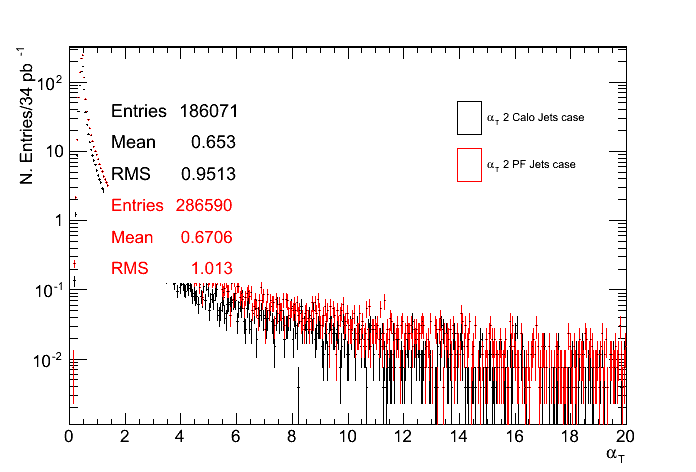 N. Entries/34 pb⁻¹
10²
10
1
10⁻¹
10⁻²
Entries 186071
Mean 0.653
RMS 0.9513
Entries 286590
Mean 0.6706
RMS 1.013
α_T 2 Calo Jets case
α_T 2 PF Jets case
0 2 4 6 8 10 12 14 16 18 20
α_T